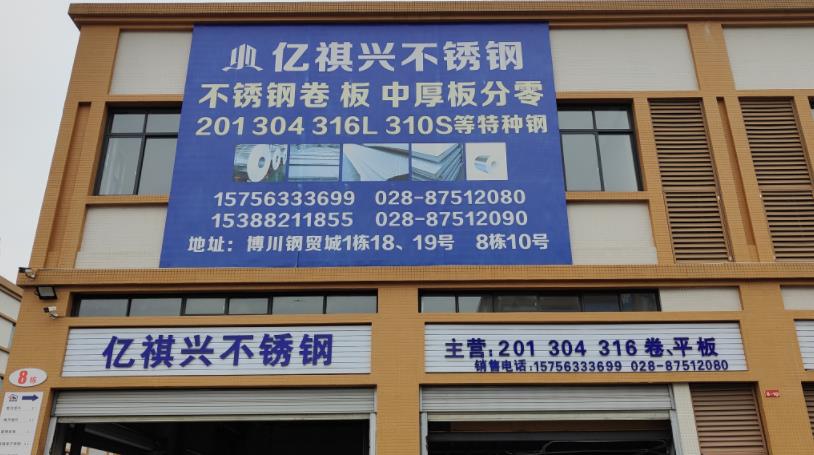 亿祺兴不锈钢
不锈钢卷 板 中厚板分零
201 304 316L 310S等特种钢
15756333699 028-87512080
15388211855 028-87512090
地址：博川钢贸城1栋18、19号 8栋10号
亿祺兴不锈钢
主营：201 304 316 卷、平板
销售电话：15756333699 028-87512080
8栋
8-10